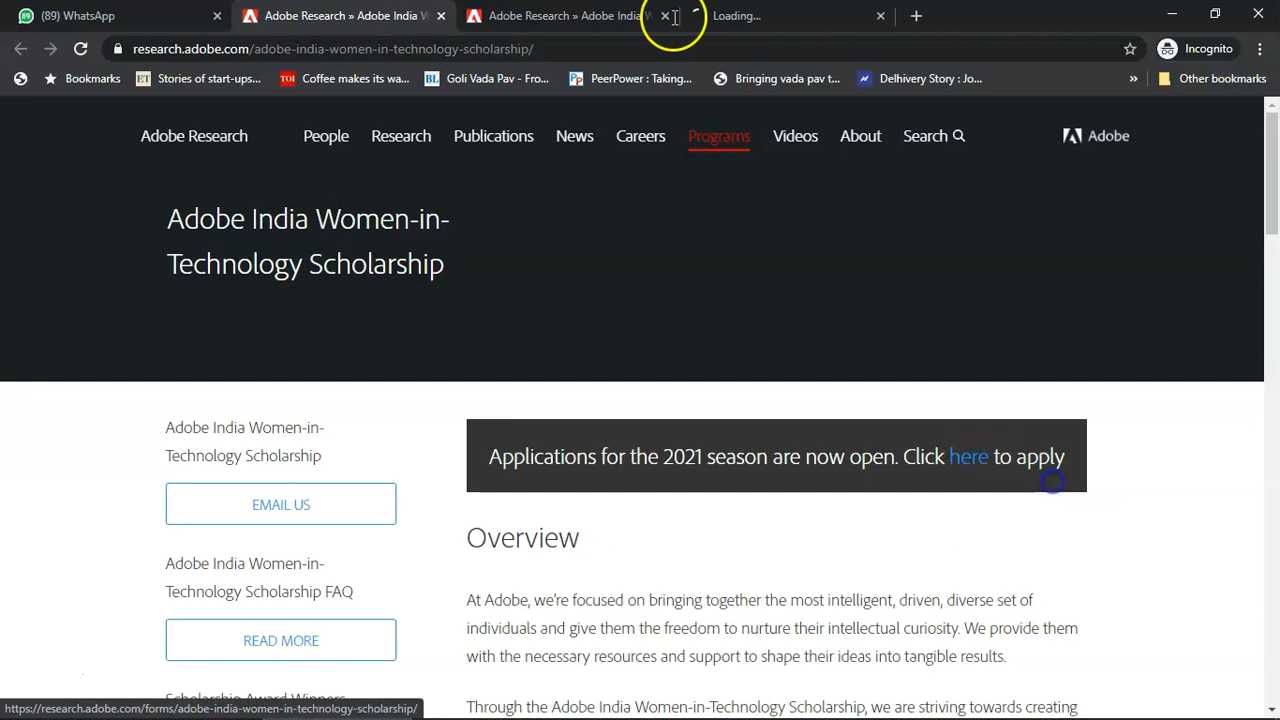 (89) WhatsApp
Adobe Research » Adobe India W
Adobe Research » Adobe India W
Loading...
research.adobe.com/adobe-india-women-in-technology-scholarship/
Incognito
Bookmarks
ET Stories of start-ups...
TOI Coffee makes its wa...
BL Goli Vada Pav - Fro...
PP PeerPower : Taking...
Bringing vada pav t...
Delhivery Story : Jo...
»
Other bookmarks
Adobe Research
People
Research
Publications
News
Careers
Programs
Videos
About
Search
Adobe
Adobe India Women-in-
Technology Scholarship
Adobe India Women-in-
Technology Scholarship
EMAIL US
Adobe India Women-in-
Technology Scholarship FAQ
READ MORE
Scholarship Award Winners
Applications for the 2021 season are now open. Click here to apply
Overview
At Adobe, we're focused on bringing together the most intelligent, driven, diverse set of
individuals and give them the freedom to nurture their intellectual curiosity. We provide them
with the necessary resources and support to shape their ideas into tangible results.
Through the Adobe India Women-in-Technology Scholarship, we are striving towards creating
https://research.adobe.com/forms/adobe-india-women-in-technology-scholarship/